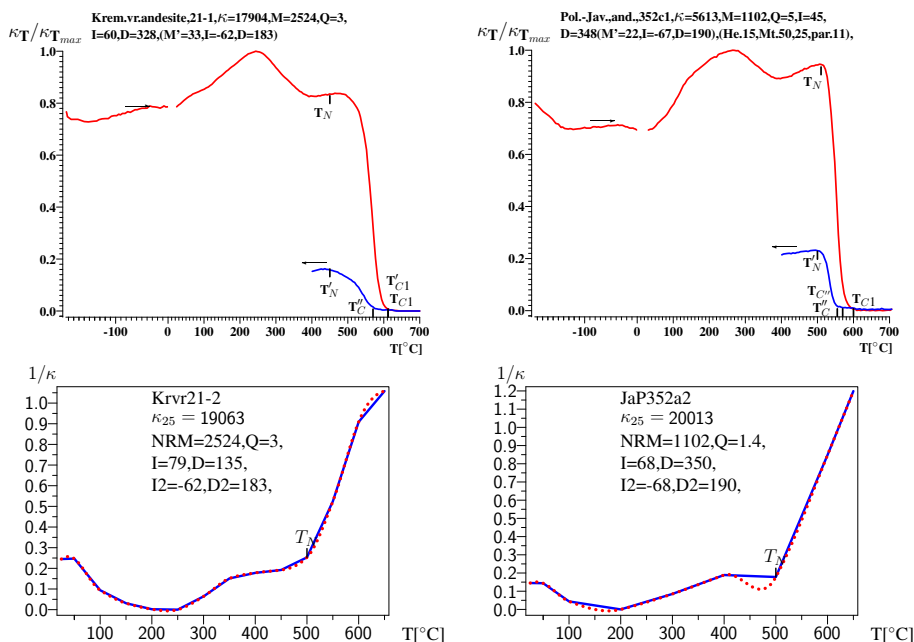 Krem.vr.andesite,21-1,κ=17904,M=2524,Q=3,
I=60,D=328,(M'=33,I=-62,D=183)
κT/κTmax
1.0
0.8
0.6
0.4
0.2
0.0
TN
T'N
T''C
T'C1
TC1
-100 0 100 200 300 400 500 600 700
T[°C]
Pol.-Jav.,and.,352c1,κ=5613,M=1102,Q=5,I=45,
D=348(M'=22,I=-67,D=190),(He.15,Mt.50,25,par.11),
κT/κTmax
1.0
0.8
0.6
0.4
0.2
0.0
TN
T'N
TC''
T''C
TC1
-100 0 100 200 300 400 500 600 700
T[°C]
1/κ
Krvr21-2
κ25 = 19063
NRM=2524,Q=3,
I=79,D=135,
I2=-62,D2=183,
1.0
0.9
0.8
0.7
0.6
0.5
0.4
0.3
0.2
0.1
0.0
TN
100 200 300 400 500 600
T[°C]
1/κ
JaP352a2
κ25 = 20013
NRM=1102,Q=1.4,
I=68,D=350,
I2=-68,D2=190,
1.2
1.1
1.0
0.9
0.8
0.7
0.6
0.5
0.4
0.3
0.2
0.1
0.0
TN
100 200 300 400 500 600
T[°C]